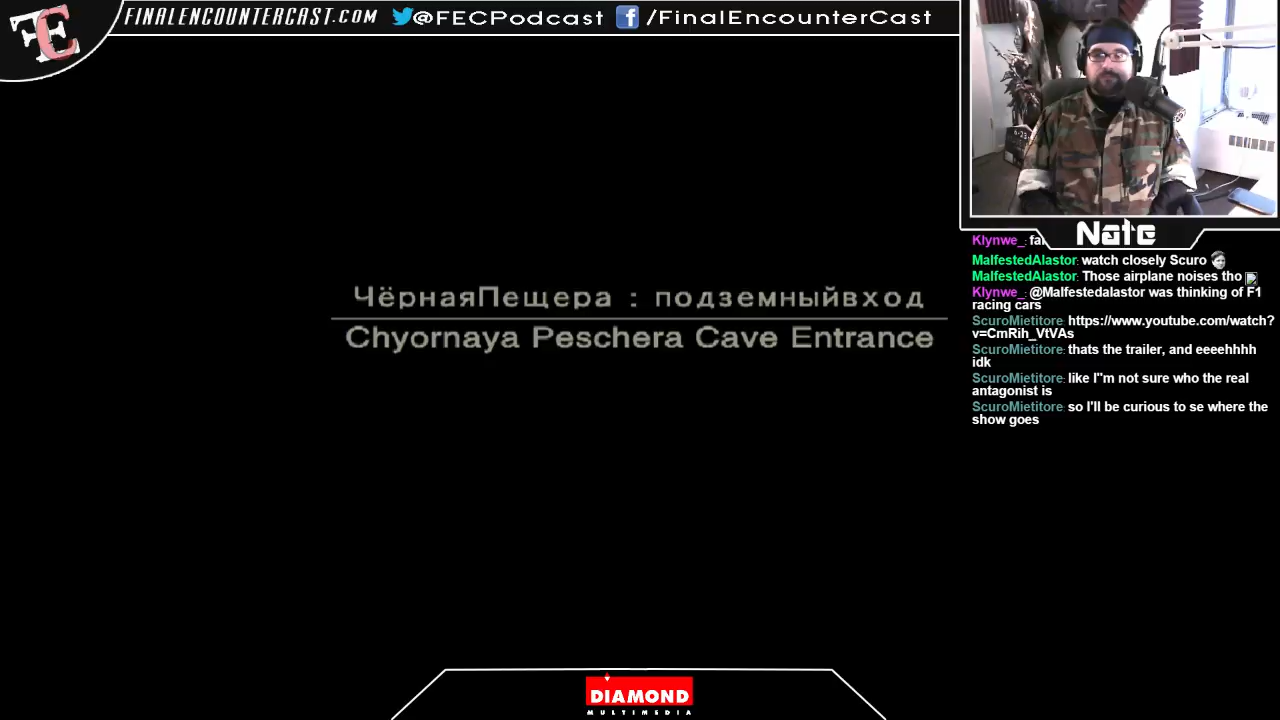 FINALENCOUNTERCAST.COM @FECPodcast /FinalEncounterCast
FEC
ЧёрнаяПещера : подземныйвход
Chyornaya Peschera Cave Entrance
Nate
Klynwe_: fa
MalfestedAlastor: watch closely Scuro
MalfestedAlastor: Those airplane noises tho
Klynwe_: @Malfestedalastor was thinking of F1
racing cars
ScuroMietitore: https://www.youtube.com/watch?
v=CmRih_VtVAs
ScuroMietitore: thats the trailer, and eeeehhhh
idk
ScuroMietitore: like I"m not sure who the real
antagonist is
ScuroMietitore: so I'll be curious to se where the
show goes
DIAMOND
MULTIMEDIA